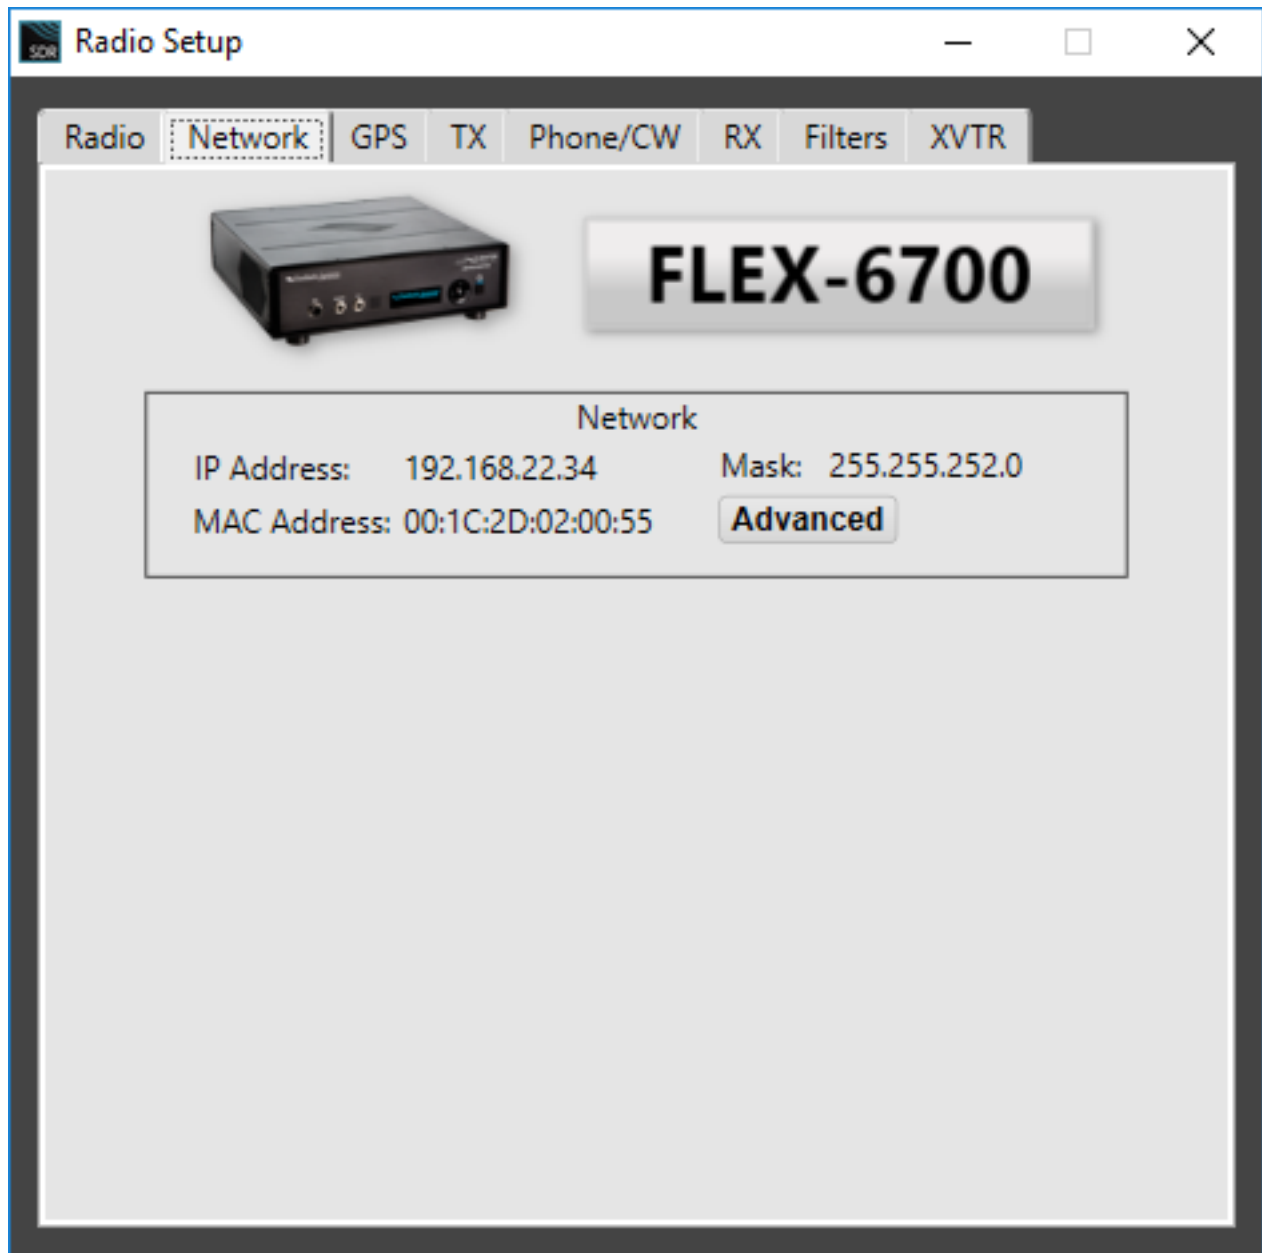 SDR
Radio Setup
Radio Network GPS TX Phone/CW RX Filters XVTR
FLEX-6700
Network
IP Address: 192.168.22.34 Mask: 255.255.252.0
MAC Address: 00:1C:2D:02:00:55 Advanced